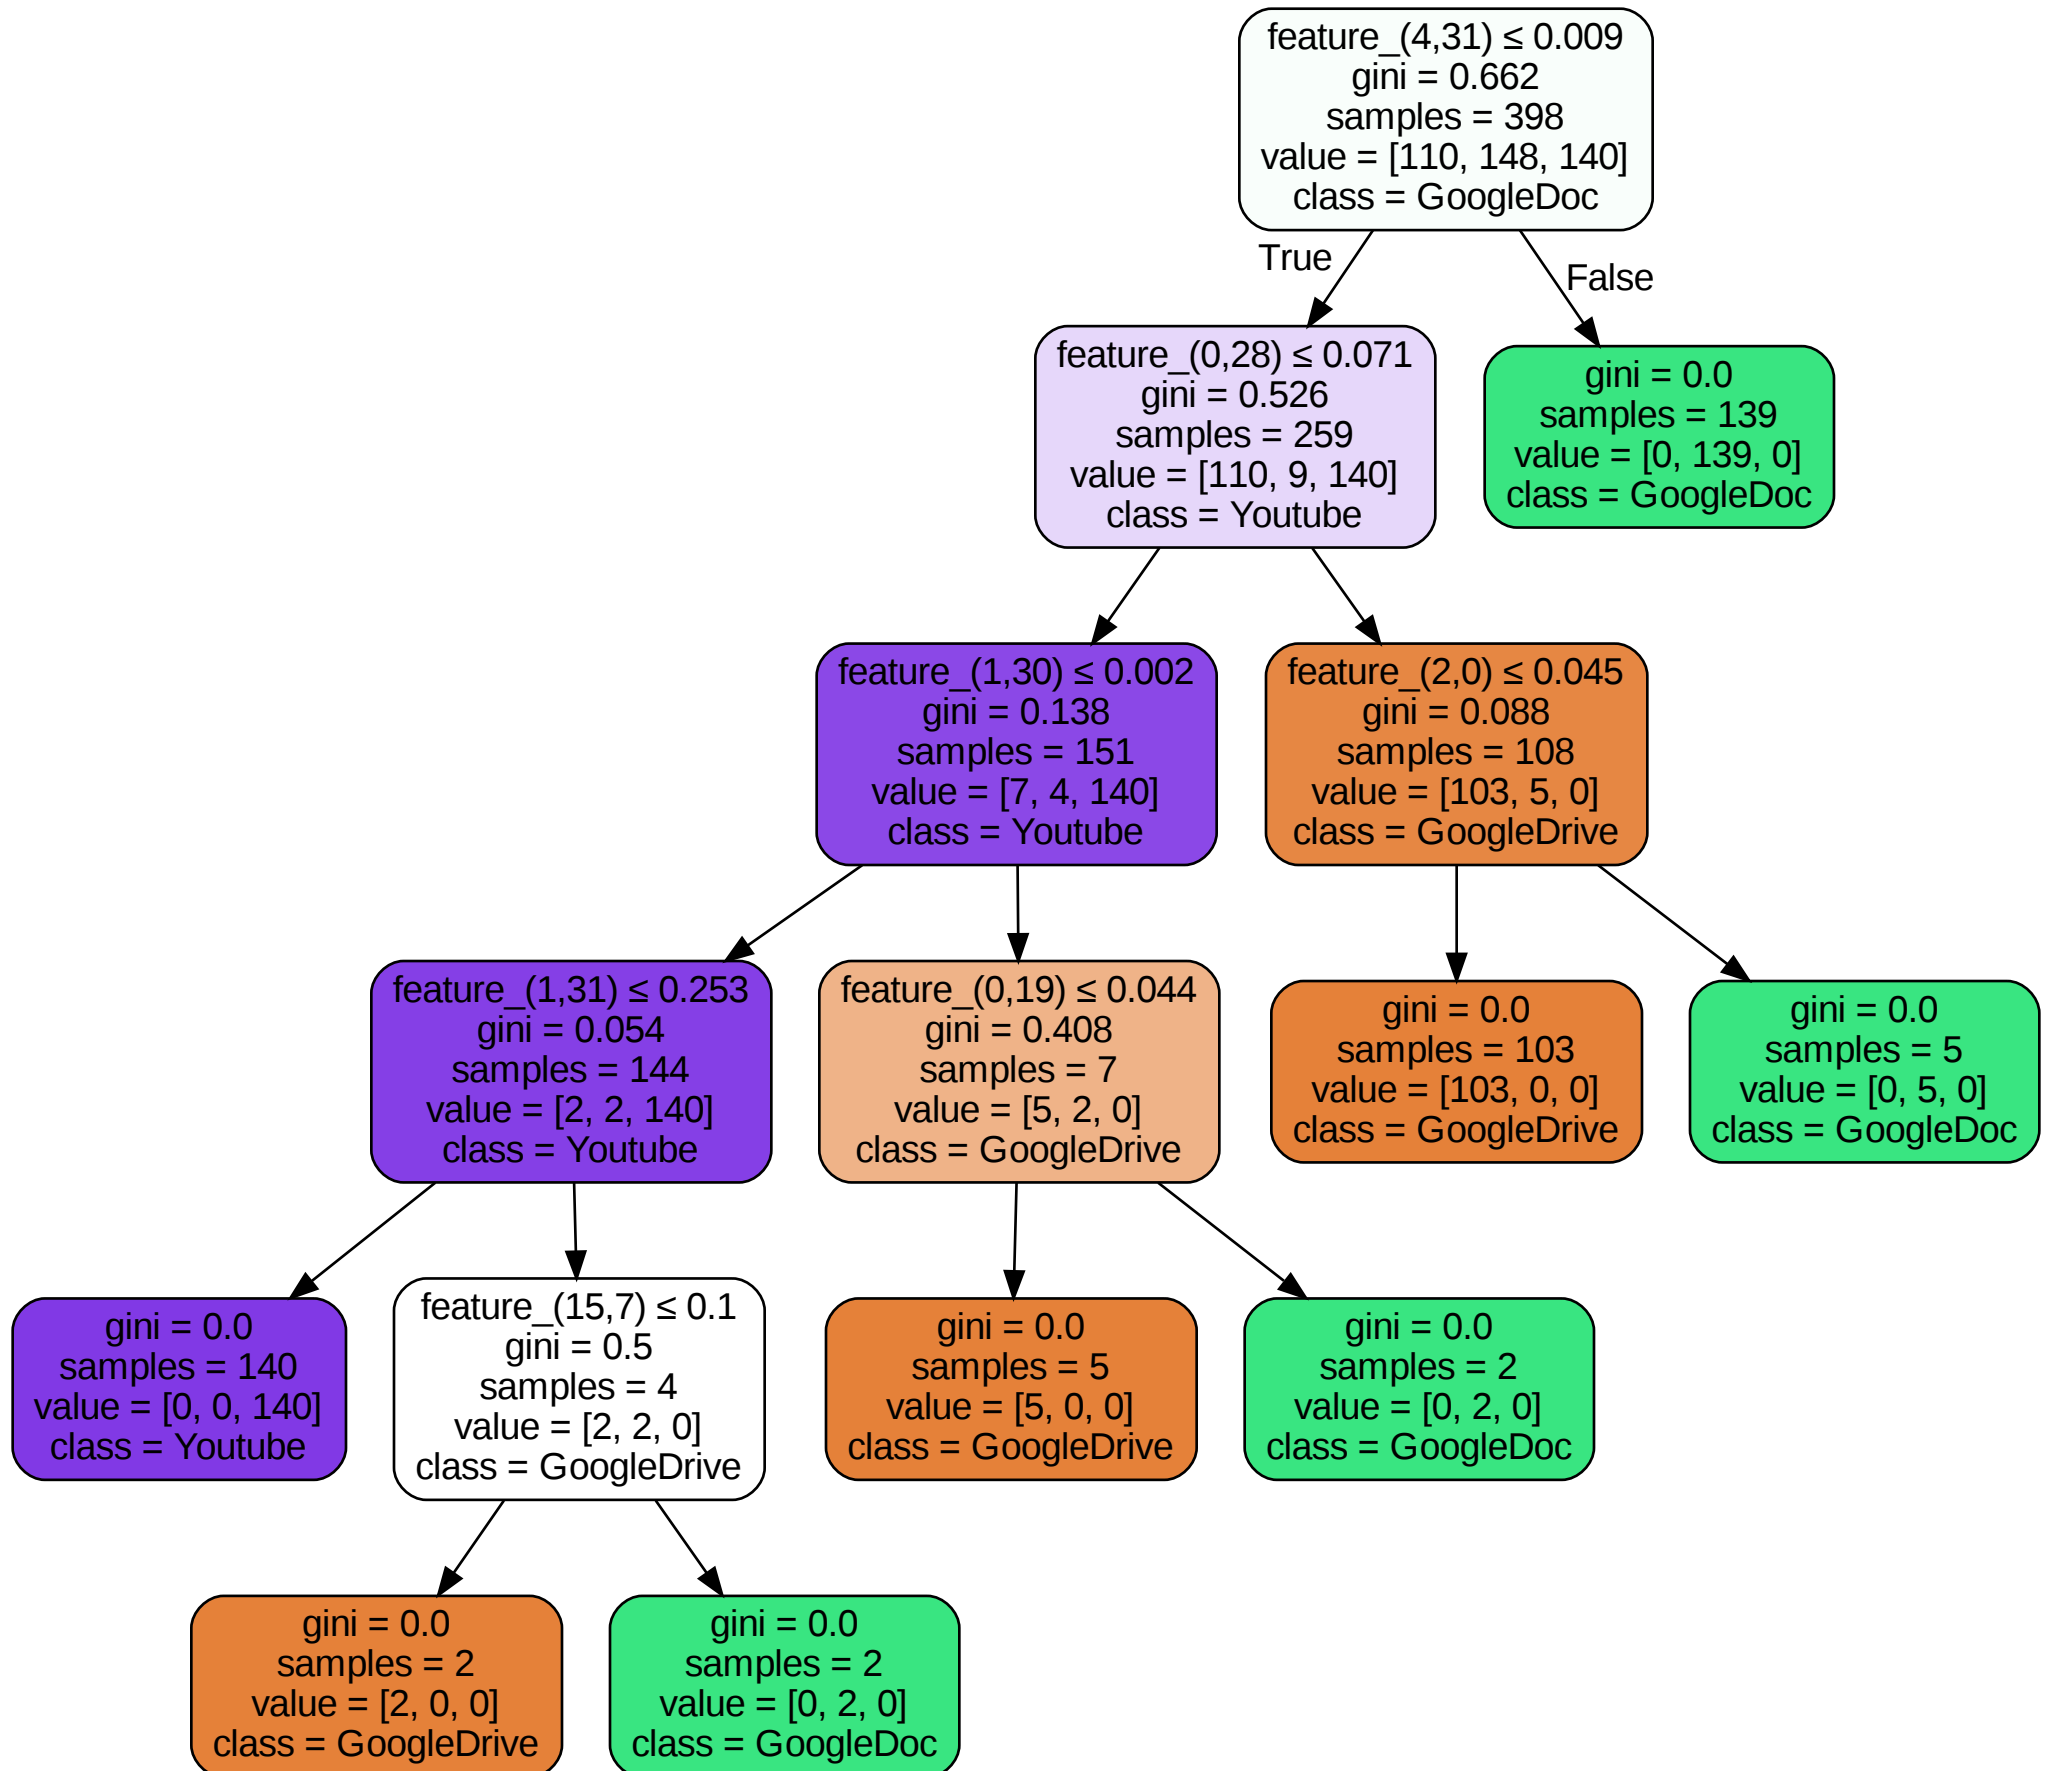 feature_(4,31) ≤ 0.009
gini = 0.662
samples = 398
value = [110, 148, 140]
class = GoogleDoc
True
False
feature_(0,28) ≤ 0.071
gini = 0.526
samples = 259
value = [110, 9, 140]
class = Youtube
gini = 0.0
samples = 139
value = [0, 139, 0]
class = GoogleDoc
feature_(1,30) ≤ 0.002
gini = 0.138
samples = 151
value = [7, 4, 140]
class = Youtube
feature_(2,0) ≤ 0.045
gini = 0.088
samples = 108
value = [103, 5, 0]
class = GoogleDrive
feature_(1,31) ≤ 0.253
gini = 0.054
samples = 144
value = [2, 2, 140]
class = Youtube
feature_(0,19) ≤ 0.044
gini = 0.408
samples = 7
value = [5, 2, 0]
class = GoogleDrive
gini = 0.0
samples = 103
value = [103, 0, 0]
class = GoogleDrive
gini = 0.0
samples = 5
value = [0, 5, 0]
class = GoogleDoc
gini = 0.0
samples = 140
value = [0, 0, 140]
class = Youtube
feature_(15,7) ≤ 0.1
gini = 0.5
samples = 4
value = [2, 2, 0]
class = GoogleDrive
gini = 0.0
samples = 5
value = [5, 0, 0]
class = GoogleDrive
gini = 0.0
samples = 2
value = [0, 2, 0]
class = GoogleDoc
gini = 0.0
samples = 2
value = [2, 0, 0]
class = GoogleDrive
gini = 0.0
samples = 2
value = [0, 2, 0]
class = GoogleDoc